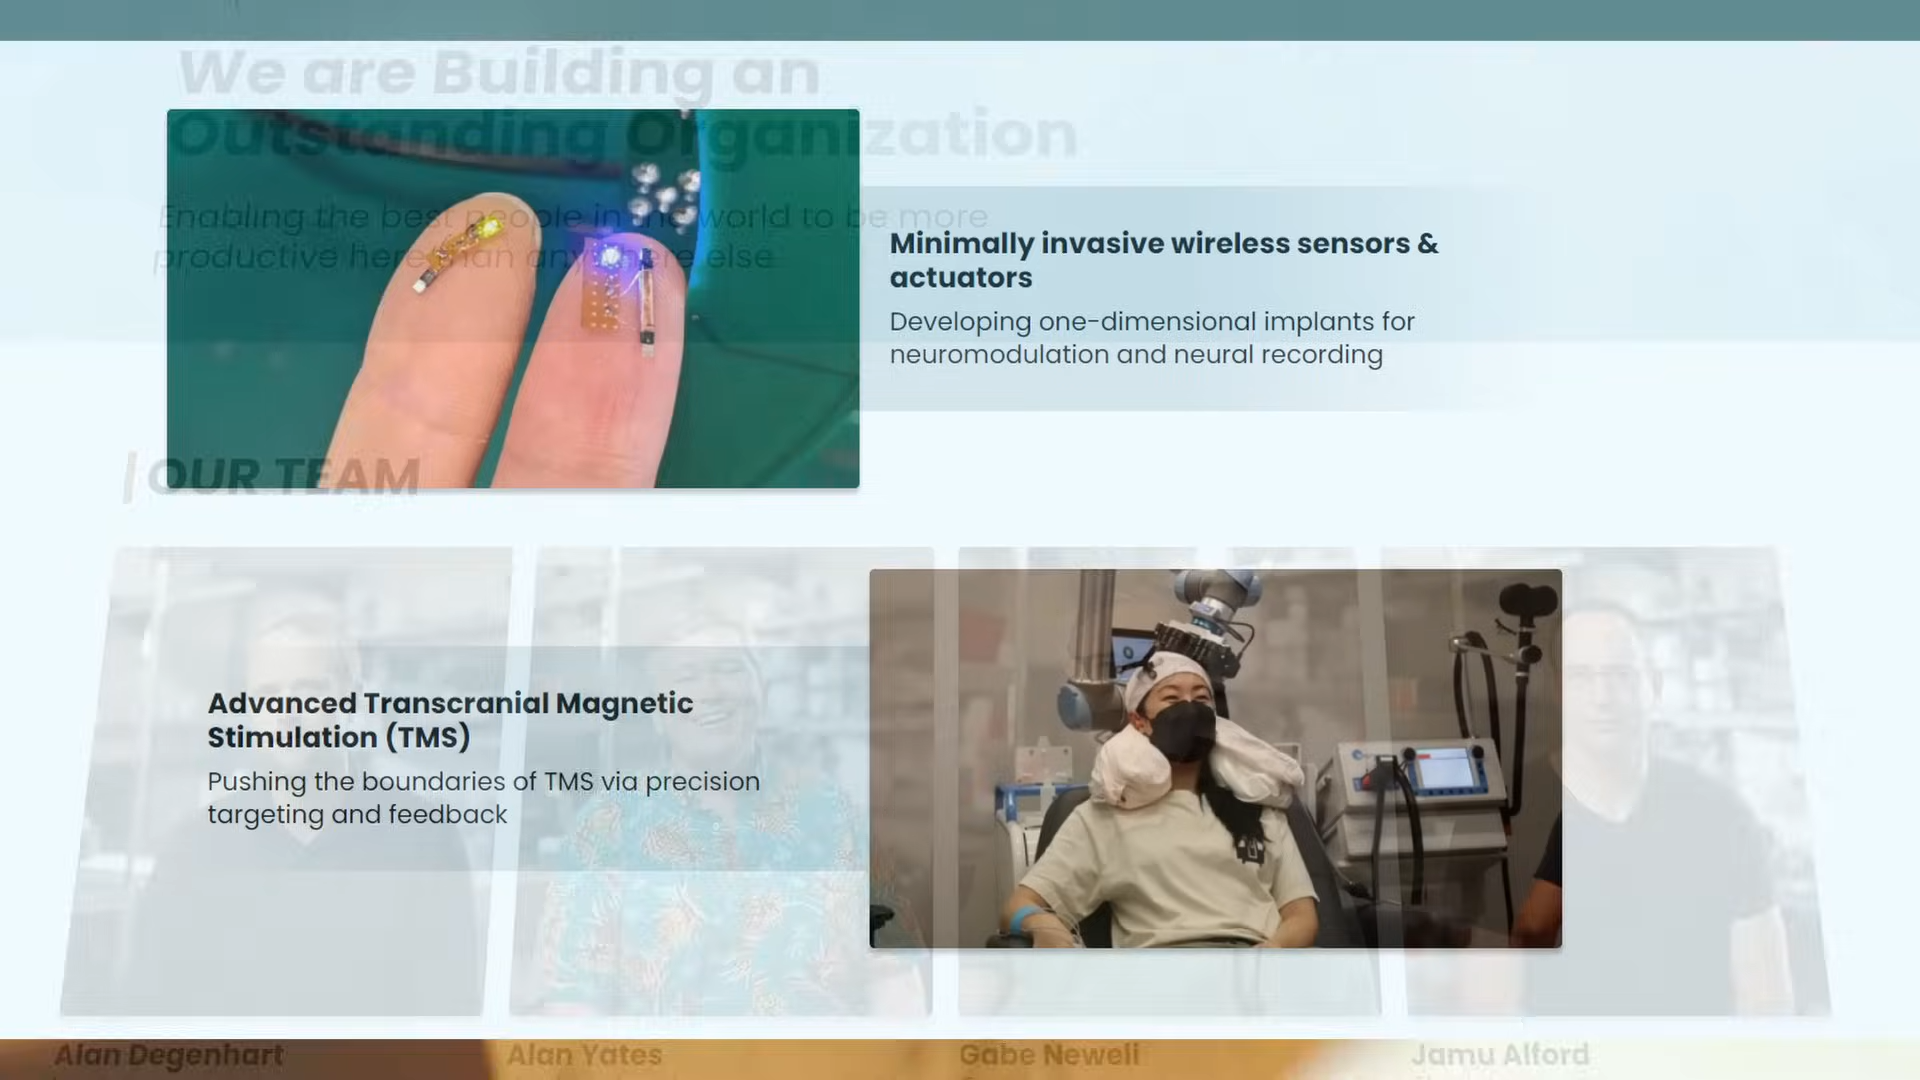 We are Building an
Outstanding Organization
Enabling the best people in the world to be more
productive here than anywhere else
Minimally invasive wireless sensors &
actuators
Developing one-dimensional implants for
neuromodulation and neural recording
| OUR TEAM
Advanced Transcranial Magnetic
Stimulation (TMS)
Pushing the boundaries of TMS via precision
targeting and feedback
Alan Degenhart
Alan Yates
Gabe Newell
Jamu Alford